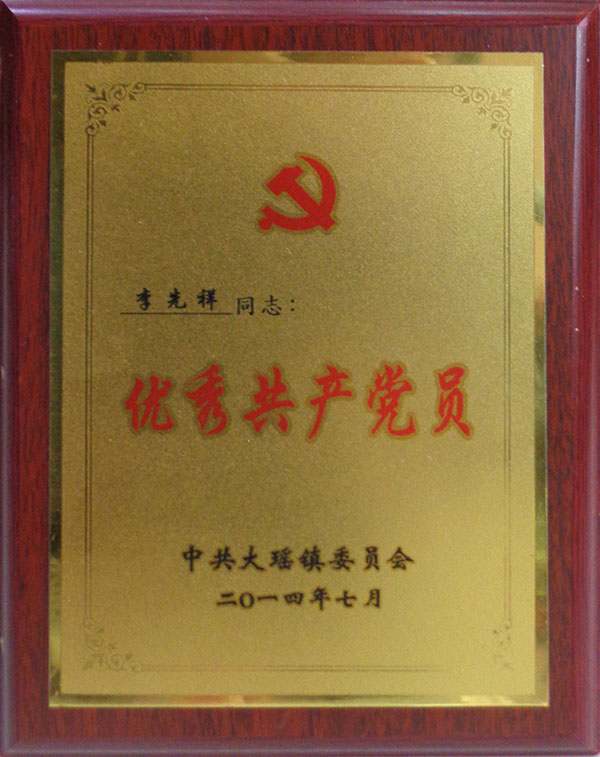 李先祥同志：
优秀共产党员
中共大瑶镇委员会
二〇一四年七月